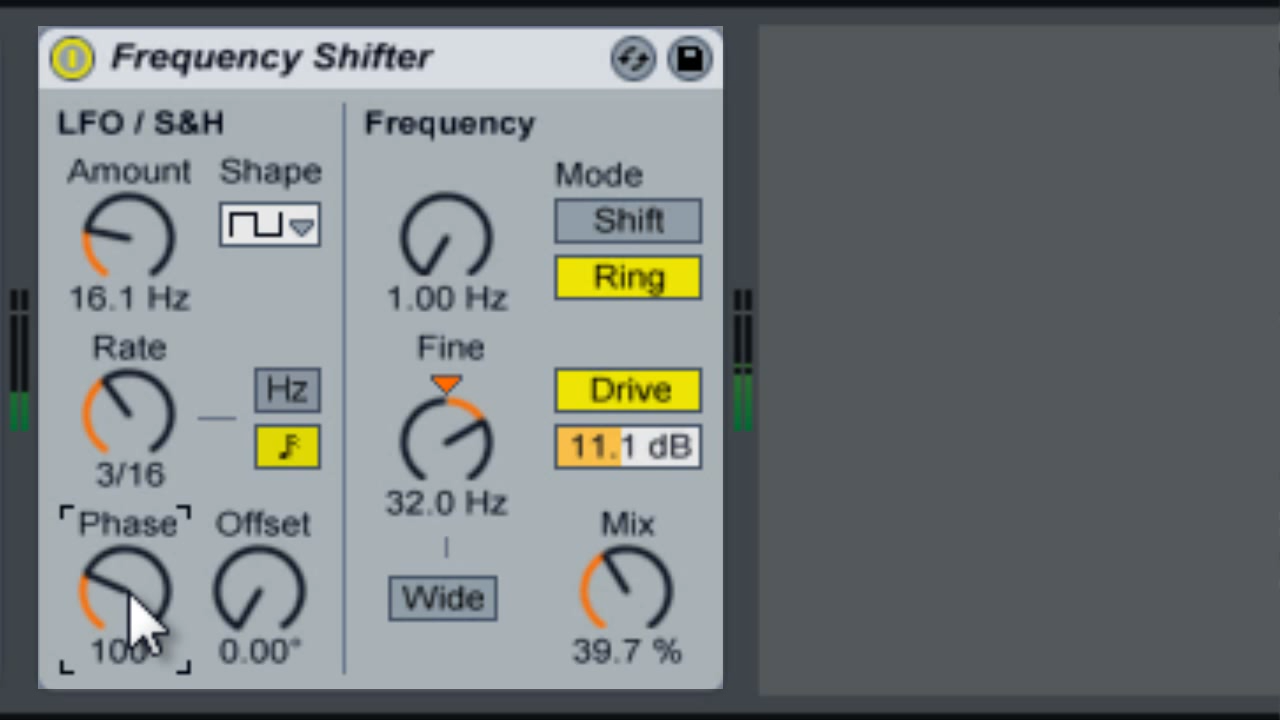 Frequency Shifter
LFO / S&H
Frequency
Amount
Shape
Mode
Shift
Ring
16.1 Hz
1.00 Hz
Rate
Fine
Hz
Drive
11.1 dB
3/16
32.0 Hz
Phase
Offset
Mix
Wide
0.00°
39.7 %